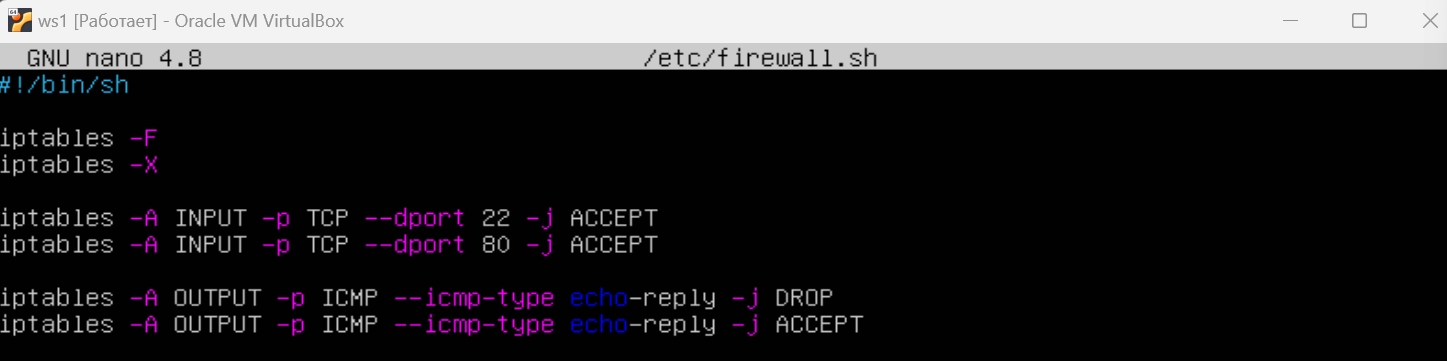 64
ws1 [Работает] - Oracle VM VirtualBox
GNU nano 4.8 /etc/firewall.sh
#!/bin/sh
iptables -F
iptables -X
iptables -A INPUT -p TCP --dport 22 -j ACCEPT
iptables -A INPUT -p TCP --dport 80 -j ACCEPT
iptables -A OUTPUT -p ICMP --icmp-type echo-reply -j DROP
iptables -A OUTPUT -p ICMP --icmp-type echo-reply -j ACCEPT